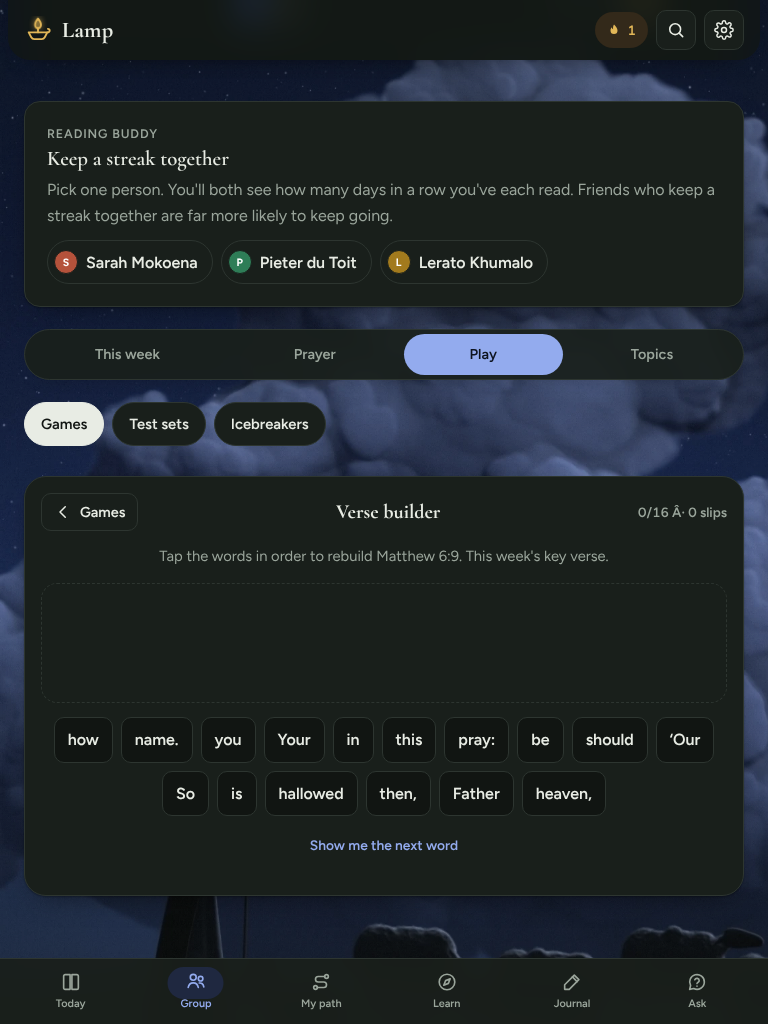 Lamp
1
READING BUDDY
Keep a streak together
Pick one person. You'll both see how many days in a row you've each read. Friends who keep a
streak together are far more likely to keep going.
S Sarah Mokoena P Pieter du Toit L Lerato Khumalo
This week Prayer Play Topics
Games Test sets Icebreakers
Games Verse builder 0/16 Â· 0 slips
Tap the words in order to rebuild Matthew 6:9. This week's key verse.
how name. you Your in this pray: be should ‘Our
So is hallowed then, Father heaven,
Show me the next word
Today Group My path Learn Journal Ask